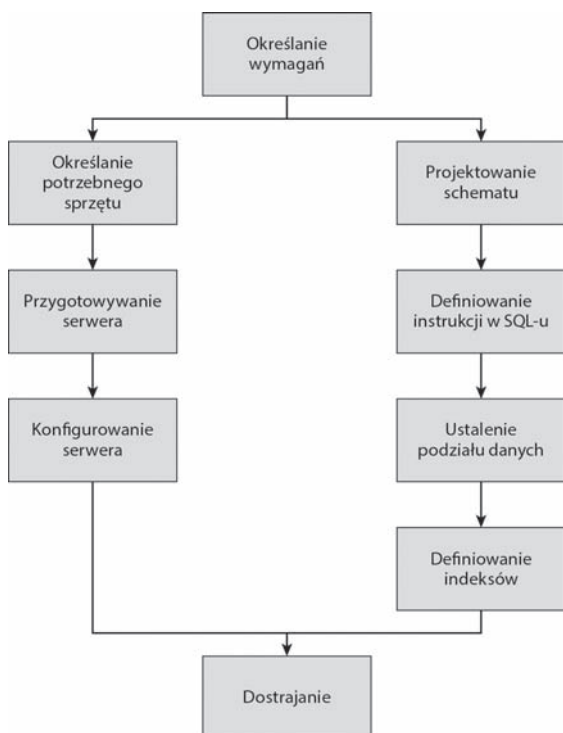 Określanie
wymagań
Określanie
potrzebnego
sprzętu
Projektowanie
schematu
Przygotowywanie
serwera
Definiowanie
instrukcji w SQL-u
Konfigurowanie
serwera
Ustalenie
podziału danych
Definiowanie
indeksów
Dostrajanie